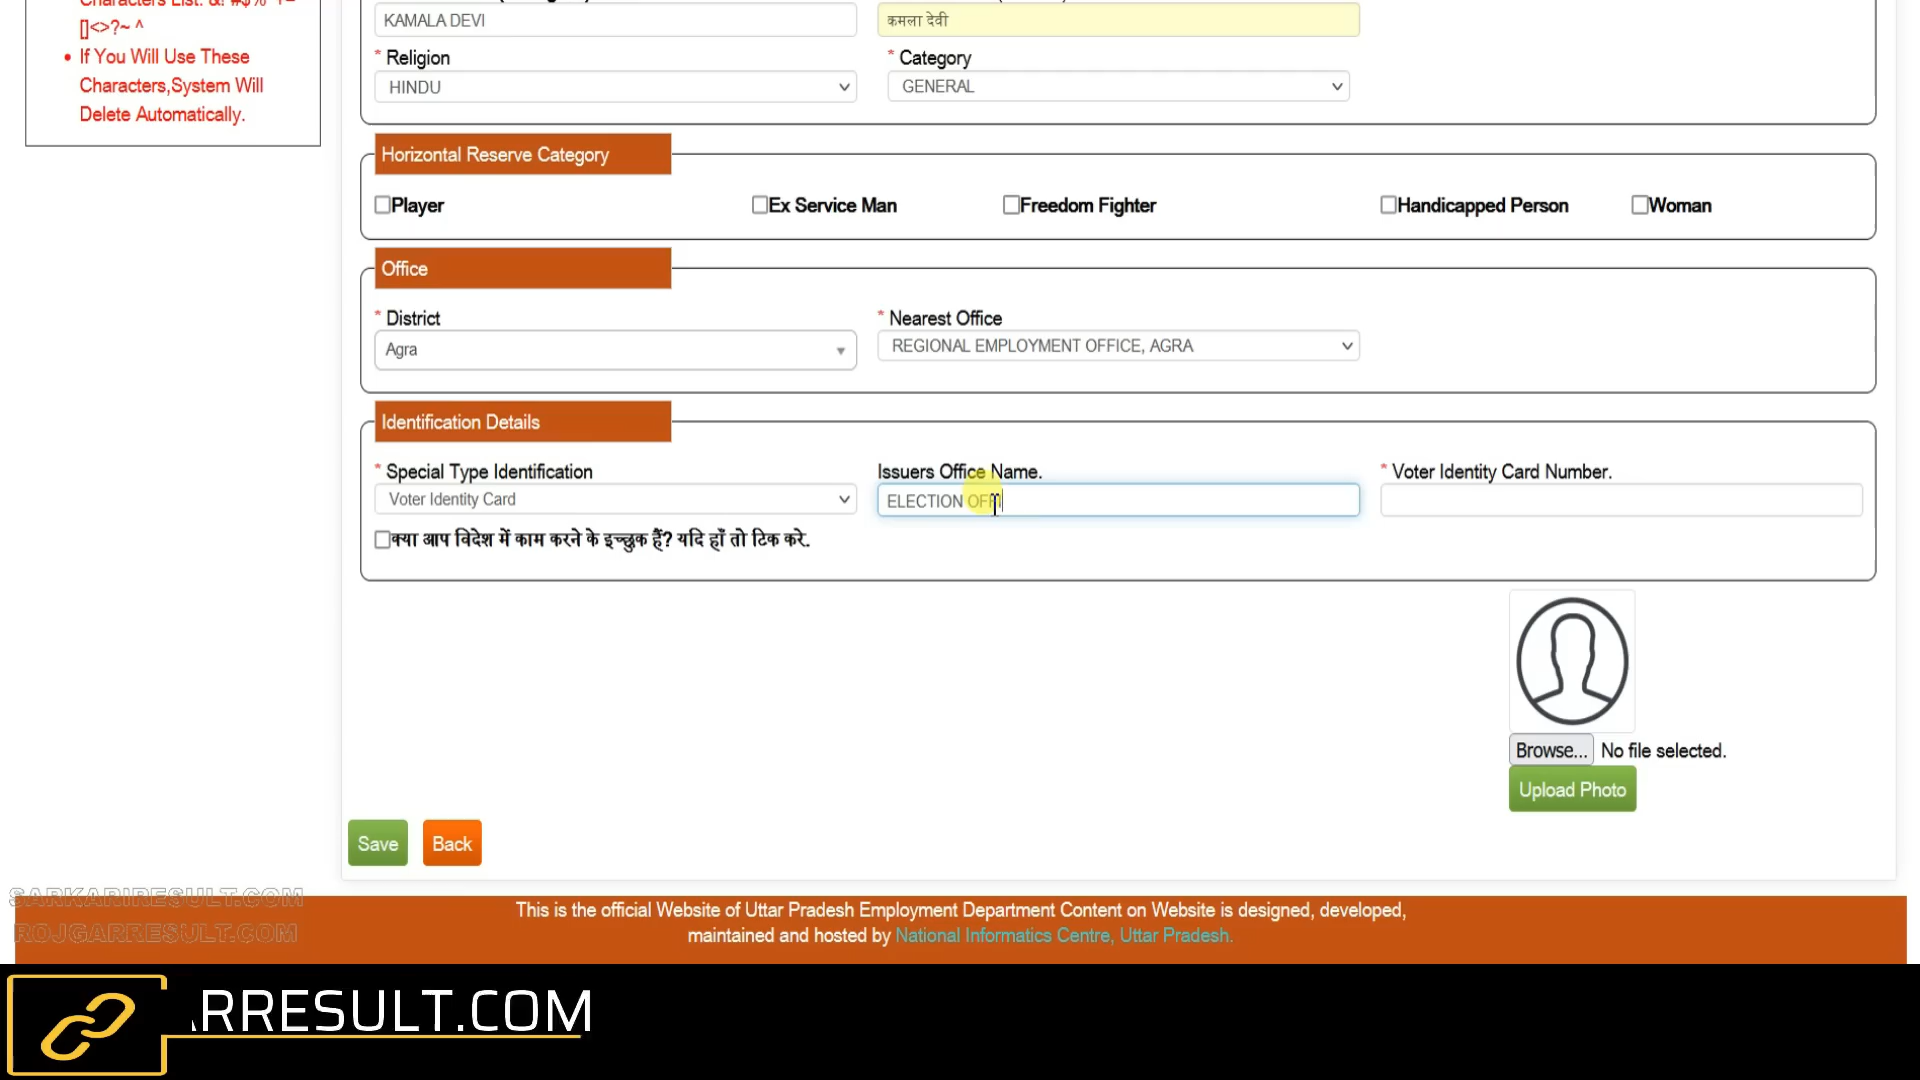 []<>?~ ^
If You Will Use These
Characters,System Will
Delete Automatically.
KAMALA DEVI
कमला देवी
* Religion
* Category
HINDU
GENERAL
Horizontal Reserve Category
Player
Ex Service Man
Freedom Fighter
Handicapped Person
Woman
Office
* District
* Nearest Office
Agra
REGIONAL EMPLOYMENT OFFICE, AGRA
Identification Details
* Special Type Identification
Issuers Office Name.
* Voter Identity Card Number.
Voter Identity Card
ELECTION OFFI
क्या आप विदेश में काम करने के इच्छुक हैं? यदि हाँ तो टिक करे.
Browse... No file selected.
Upload Photo
Save
Back
SARKARIRESULT.COM
ROJGARRESULT.COM
This is the official Website of Uttar Pradesh Employment Department Content on Website is designed, developed,
maintained and hosted by National Informatics Centre, Uttar Pradesh.
ARRESULT.COM